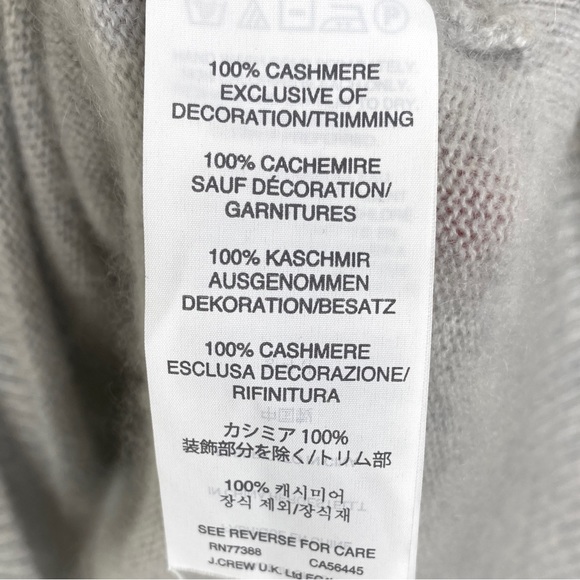 100% CASHMERE
EXCLUSIVE OF
DECORATION/TRIMMING
100% CACHEMIRE
SAUF DÉCORATION/
GARNITURES
100% KASCHMIR
AUSGENOMMEN
DEKORATION/BESATZ
100% CASHMERE
ESCLUSA DECORAZIONE/
RIFINITURA
カシミア 100%
装飾部分を除く/トリム部
100% 캐시미어
장식 제외/장식재
SEE REVERSE FOR CARE
RN77388 CA56445
J.CREW U.K. Ltd